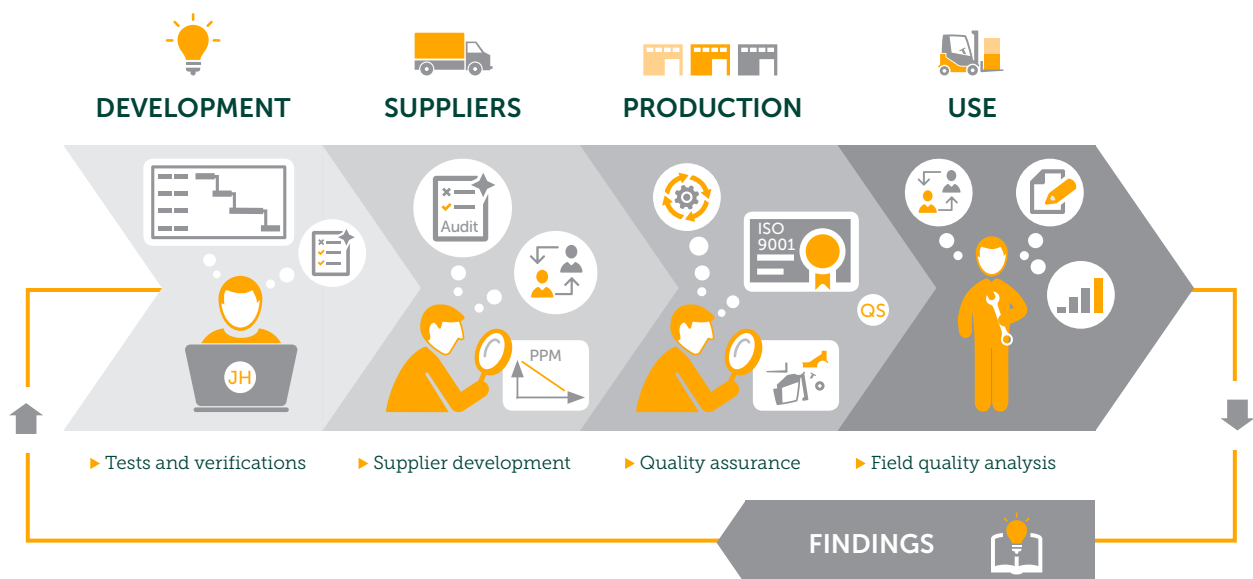 DEVELOPMENT
SUPPLIERS
PRODUCTION
USE
Audit
ISO
9001
QS
PPM
JH
Tests and verifications
Supplier development
Quality assurance
Field quality analysis
FINDINGS